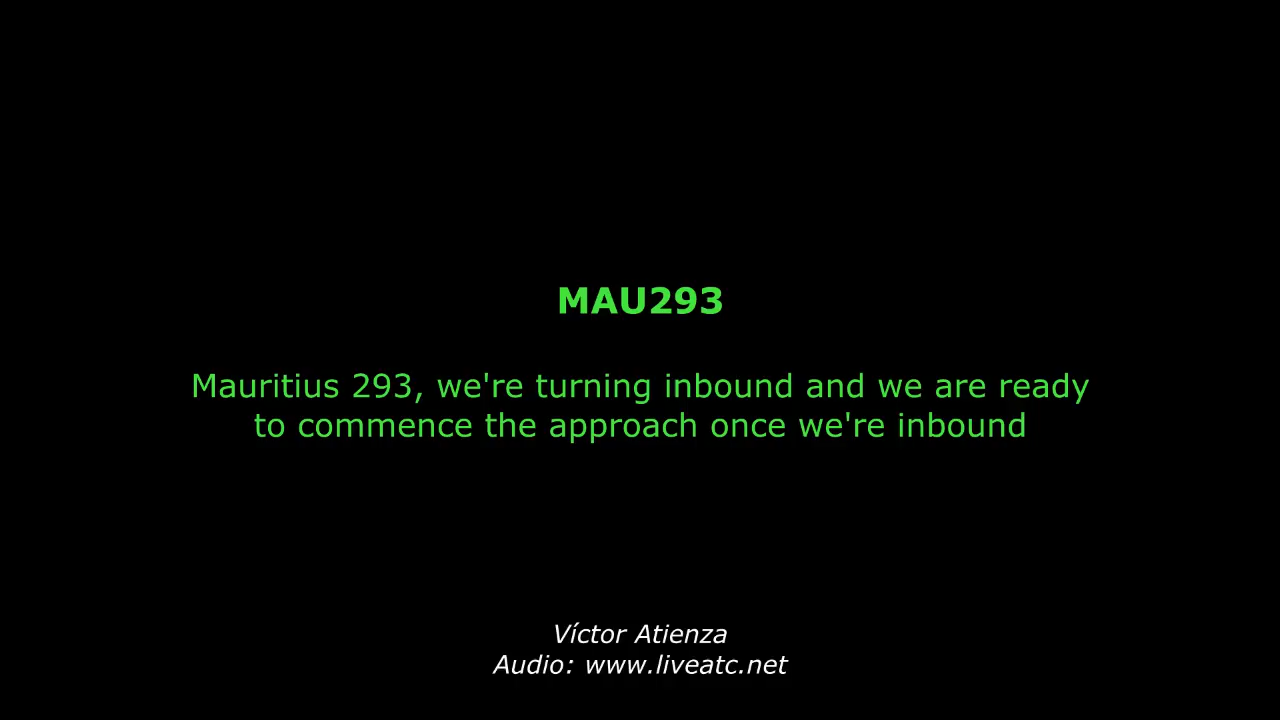 MAU293
Mauritius 293, we're turning inbound and we are ready
to commence the approach once we're inbound
Víctor Atienza
Audio: www.liveatc.net